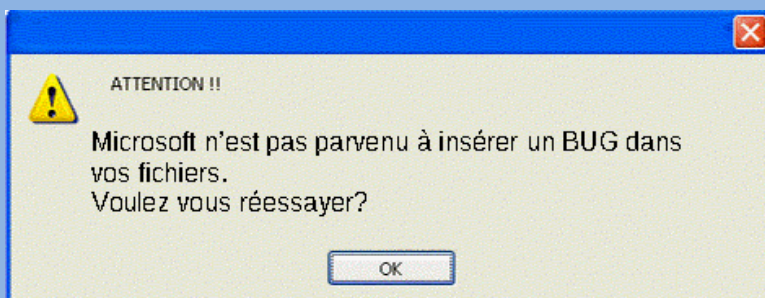 ATTENTION !!
Microsoft n'est pas parvenu à insérer un BUG dans
vos fichiers.
Voulez vous réessayer?
OK